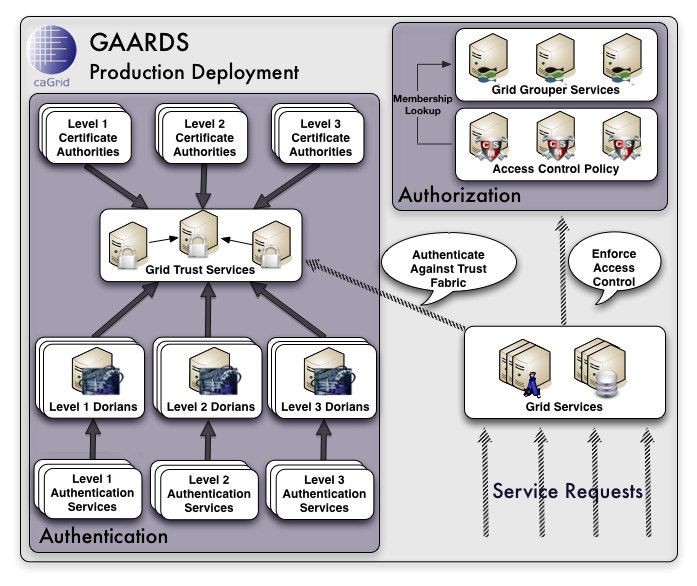 caGrid
GAARDS
Production Deployment
Level 1
Certificate
Authorities
Level 2
Certificate
Authorities
Level 3
Certificate
Authorities
Grid Trust Services
Level 1 Dorians
Level 2 Dorians
Level 3 Dorians
Level 1
Authentication
Services
Level 2
Authentication
Services
Level 3
Authentication
Services
Authentication
Grid Grouper Services
Membership
Lookup
CSM
CSM
CSM
Access Control Policy
Authorization
Authenticate
Against Trust
Fabric
Enforce
Access
Control
Grid Services
Service Requests